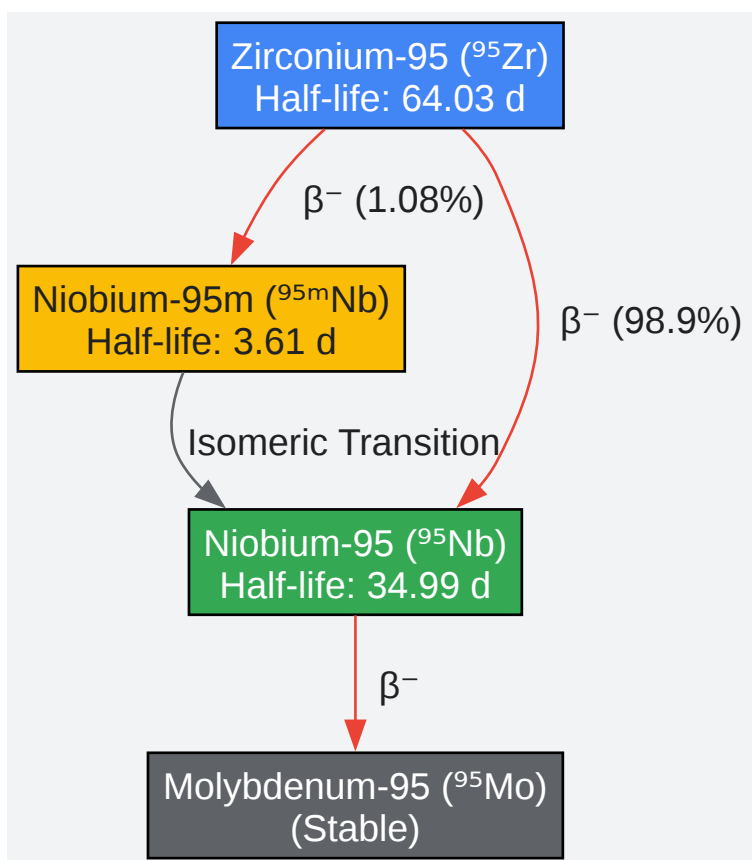 Zirconium-95 (⁹⁵Zr)
Half-life: 64.03 d
β⁻ (1.08%)
Niobium-95m (⁹⁵ᵐNb)
Half-life: 3.61 d
β⁻ (98.9%)
Isomeric Transition
Niobium-95 (⁹⁵Nb)
Half-life: 34.99 d
β⁻
Molybdenum-95 (⁹⁵Mo)
(Stable)